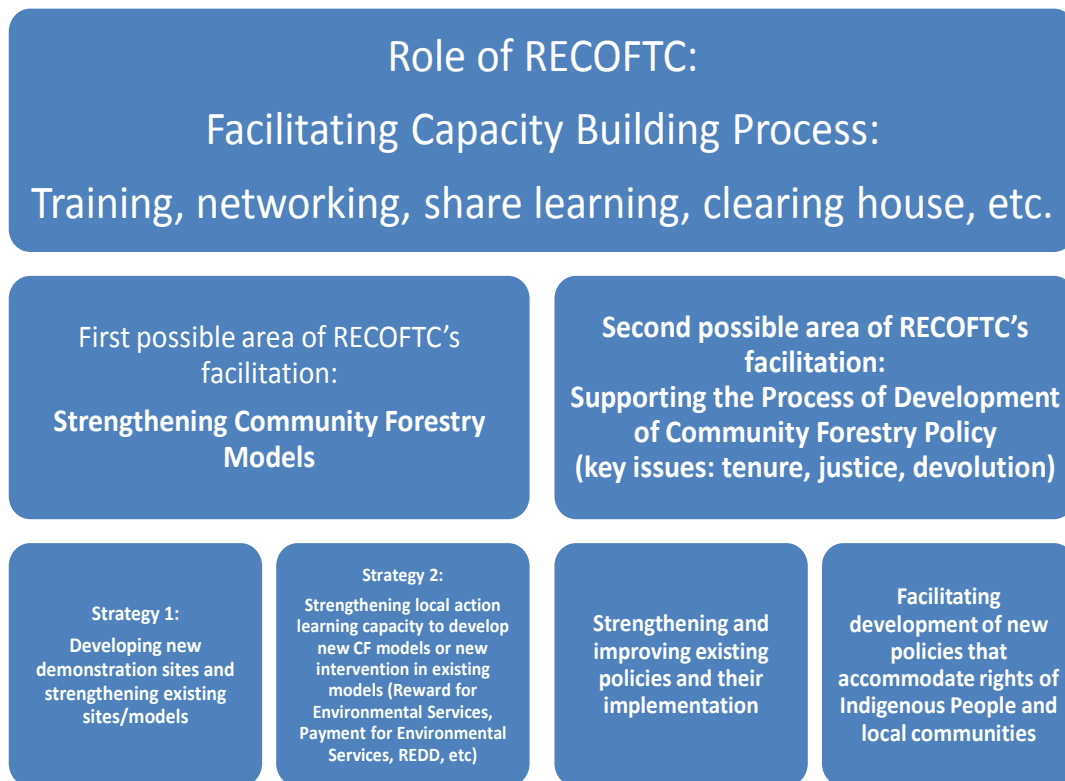 Role of RECOFTC:
Facilitating Capacity Building Process:
Training, networking, share learning, clearing house, etc.
First possible area of RECOFTC’s
facilitation:
Strengthening Community Forestry
Models
Second possible area of RECOFTC’s
facilitation:
Supporting the Process of Development
of Community Forestry Policy
(key issues: tenure, justice, devolution)
Strategy 1:
Developing new
demonstration sites and
strengthening existing
sites/models
Strategy 2:
Strengthening local action
learning capacity to develop
new CF models or new
intervention in existing
models (Reward for
Environmental Services,
Payment for Environmental
Services, REDD, etc)
Strengthening and
improving existing
policies and their
implementation
Facilitating
development of new
policies that
accommodate rights of
Indigenous People and
local communities